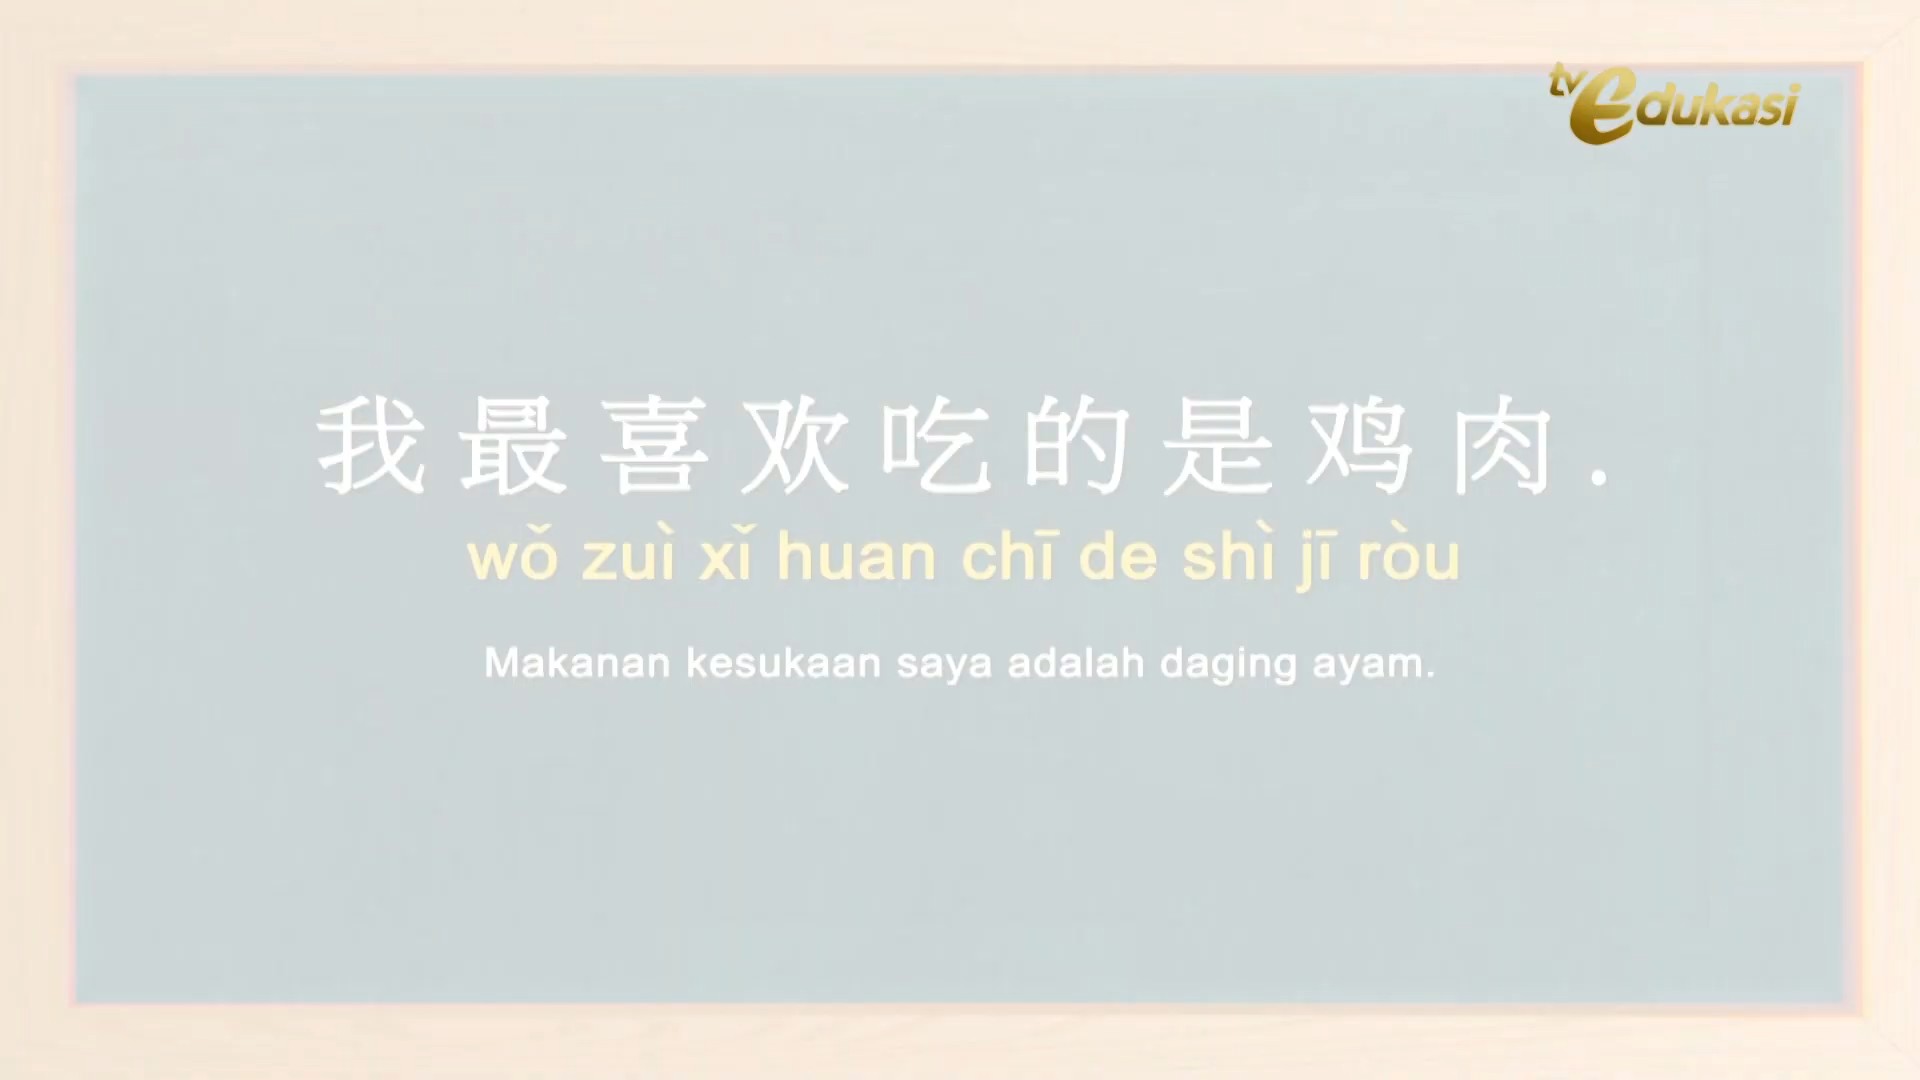 tv Edukasi
我最喜欢吃的是鸡肉.
wǒ zuì xǐ huan chī de shì jī ròu
Makanan kesukaan saya adalah daging ayam.